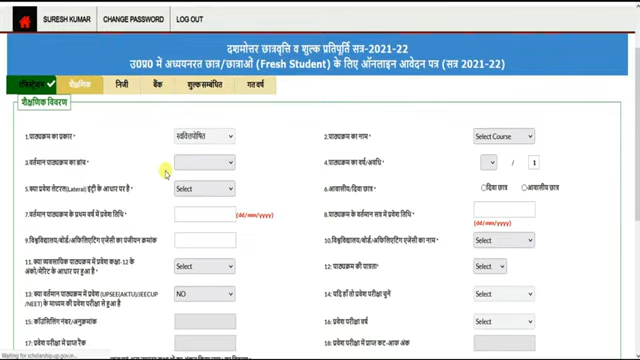 SURESH KUMAR CHANGE PASSWORD LOG OUT
दशमोत्तर छात्रवृत्ति व शुल्क प्रतिपूर्ति सत्र-2021-22
उ0प्र0 में अध्ययनरत छात्र/छात्राओ (Fresh Student) के लिए ऑनलाइन आवेदन पत्र (सत्र 2021-22)
रजिस्ट्रेशन शैक्षणिक निजी बैंक शुल्क सम्बंधित गत वर्ष
शैक्षणिक विवरण
1.पाठ्यक्रम का प्रकार * स्ववित्तपोषित 2.पाठ्यक्रम का नाम * Select Course
3.वर्तमान पाठ्यक्रम का ब्रांच * 4.पाठ्यक्रम का वर्ष/अवधि * / 1
5.क्या प्रवेश लेटरल(Lateral) इंट्री के आधार पर है * Select 6.आवासीय/दिवा छात्र * दिवा छात्र आवासीय छात्र
7.वर्तमान पाठ्यक्रम के प्रथम वर्ष में प्रवेश तिथि * (dd/mm/yyyy) 8.पाठ्यक्रम के वर्तमान सत्र में प्रवेश तिथि *
(dd/mm/yyyy)
9.विश्वविद्यालय/बोर्ड/अफिलिएटिंग एजेंसी का पंजीयन क्रमांक 10.विश्वविद्यालय/बोर्ड/अफिलिएटिंग एजेंसी का नाम * Select
11.क्या व्यवसायिक पाठ्यक्रम में प्रवेश कक्षा-12 के
अंको/मेरिट के आधार पर हुआ है * Select 12.पाठ्यक्रम की पात्रता * Select
13.क्या वर्तमान पाठ्यक्रम में प्रवेश (UPSEE(AKTU)/JEECUP
/NEET) के माध्यम की प्रवेश परीक्षा से हुआ है * NO 14.यदि हाँ तो प्रवेश परीक्षा चुनें Select
15.काउंसिलिंग नंबर/अनुक्रमांक 16.प्रवेश परीक्षा वर्ष Select
17.प्रवेश परीक्षा में प्राप्त रैंक 18.प्रवेश परीक्षा में प्राप्त कट-आक अंक
Waiting for scholarship.up.gov.in...